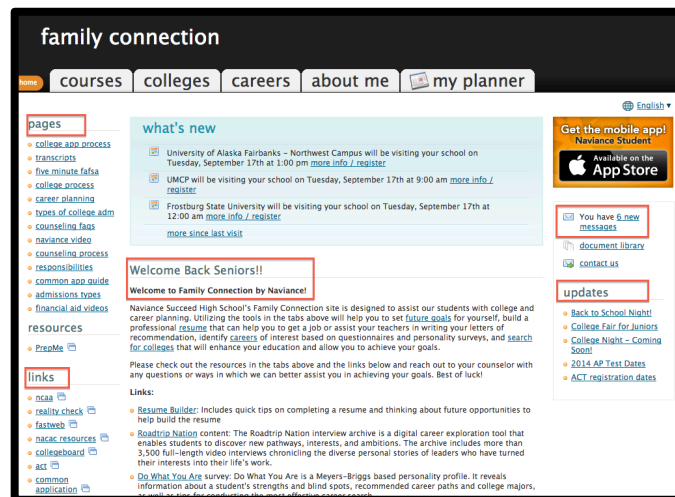 family connection
home
courses
colleges
careers
about me
my planner
English ▼
pages
college app process
transcripts
five minute fafsa
college process
career planning
types of college adm
counseling faqs
naviance video
counseling process
responsibilities
common app guide
admissions types
financial aid videos
resources
PrepMe
links
ncaa
reality check
fastweb
nacac resources
collegeboard
act
common
application
what's new
University of Alaska Fairbanks – Northwest Campus will be visiting your school on
Tuesday, September 17th at 1:00 pm more info / register
UMCP will be visiting your school on Tuesday, September 17th at 9:00 am more info /
register
Frostburg State University will be visiting your school on Tuesday, September 17th at
12:00 am more info / register
more since last visit
Welcome Back Seniors!!
Welcome to Family Connection by Naviance!
Naviance Succeed High School's Family Connection site is designed to assist our students with college and
career planning. Utilizing the tools in the tabs above will help you to set future goals for yourself, build a
professional resume that can help you to get a job or assist your teachers in writing your letters of
recommendation, identify careers of interest based on questionnaires and personality surveys, and search
for colleges that will enhance your education and allow you to achieve your goals.
Please check out the resources in the tabs above and the links below and reach out to your counselor with
any questions or ways in which we can better assist you in achieving your goals. Best of luck!
Links:
Resume Builder: Includes quick tips on completing a resume and thinking about future opportunities to
help build the resume
Roadtrip Nation content: The Roadtrip Nation interview archive is a digital career exploration tool that
enables students to discover new pathways, interests, and ambitions. The archive includes more than
3,500 full-length video interviews chronicling the diverse personal stories of leaders who have turned
their interests into their life's work.
Do What You Are survey: Do What You Are is a Meyers-Briggs based personality profile. It reveals
information about a student's strengths and blind spots, recommended career paths and college majors,
as well as tips for conducting the most effective career search
Get the mobile app!
Naviance Student
Available on the
App Store
You have 6 new
messages
document library
contact us
updates
Back to School Night!
College Fair for Juniors
College Night – Coming
Soon!
2014 AP Test Dates
ACT registration dates